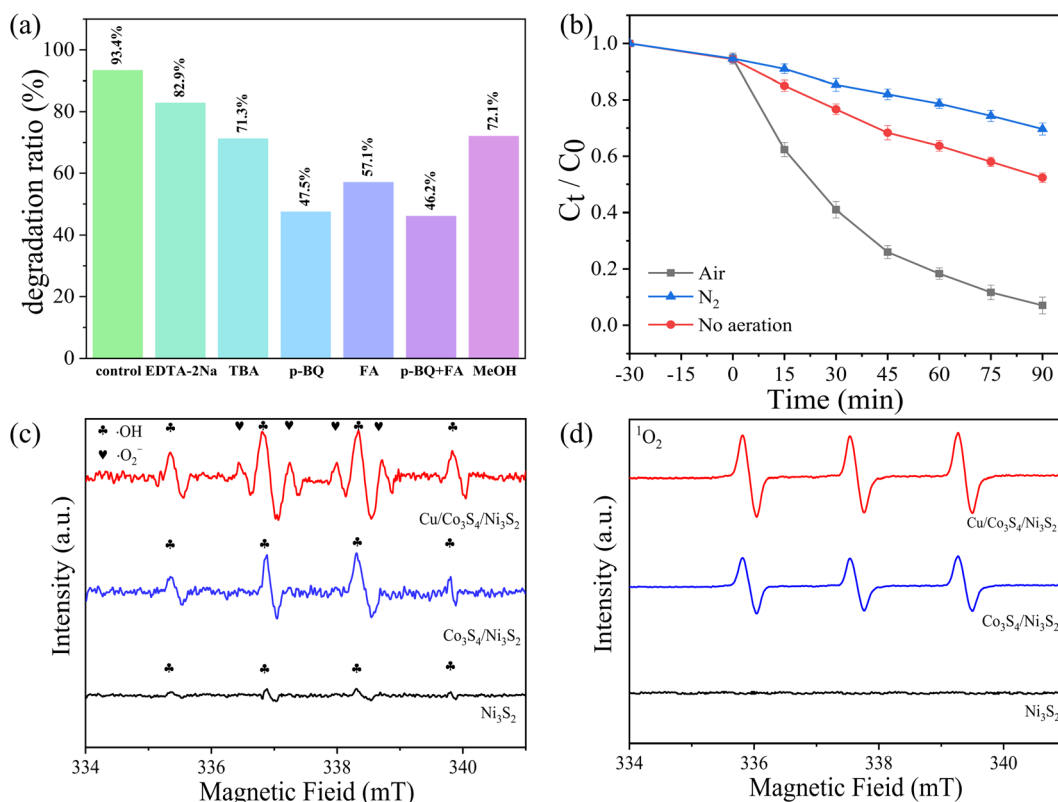 (a)
degradation ratio (%)
100
80
60
40
20
0
93.4%
82.9%
71.3%
47.5%
57.1%
46.2%
72.1%
control EDTA-2Na TBA p-BQ FA p-BQ+FA MeOH
(b)
Ct / C0
1.0
0.8
0.6
0.4
0.2
0.0
Air
N2
No aeration
-30 -15 0 15 30 45 60 75 90
Time (min)
(c)
♣ ·OH
♥ ·O2−
♣ ♥ ♣ ♥ ♥ ♣ ♥ ♣
Cu/Co3S4/Ni3S2
♣ ♣ ♣ ♣
Co3S4/Ni3S2
♣ ♣ ♣ ♣
Ni3S2
Intensity (a.u.)
334 336 338 340
Magnetic Fieid (mT)
(d)
1O2
Cu/Co3S4/Ni3S2
Co3S4/Ni3S2
Ni3S2
Intensity (a.u.)
334 336 338 340
Magnetic Fieid (mT)